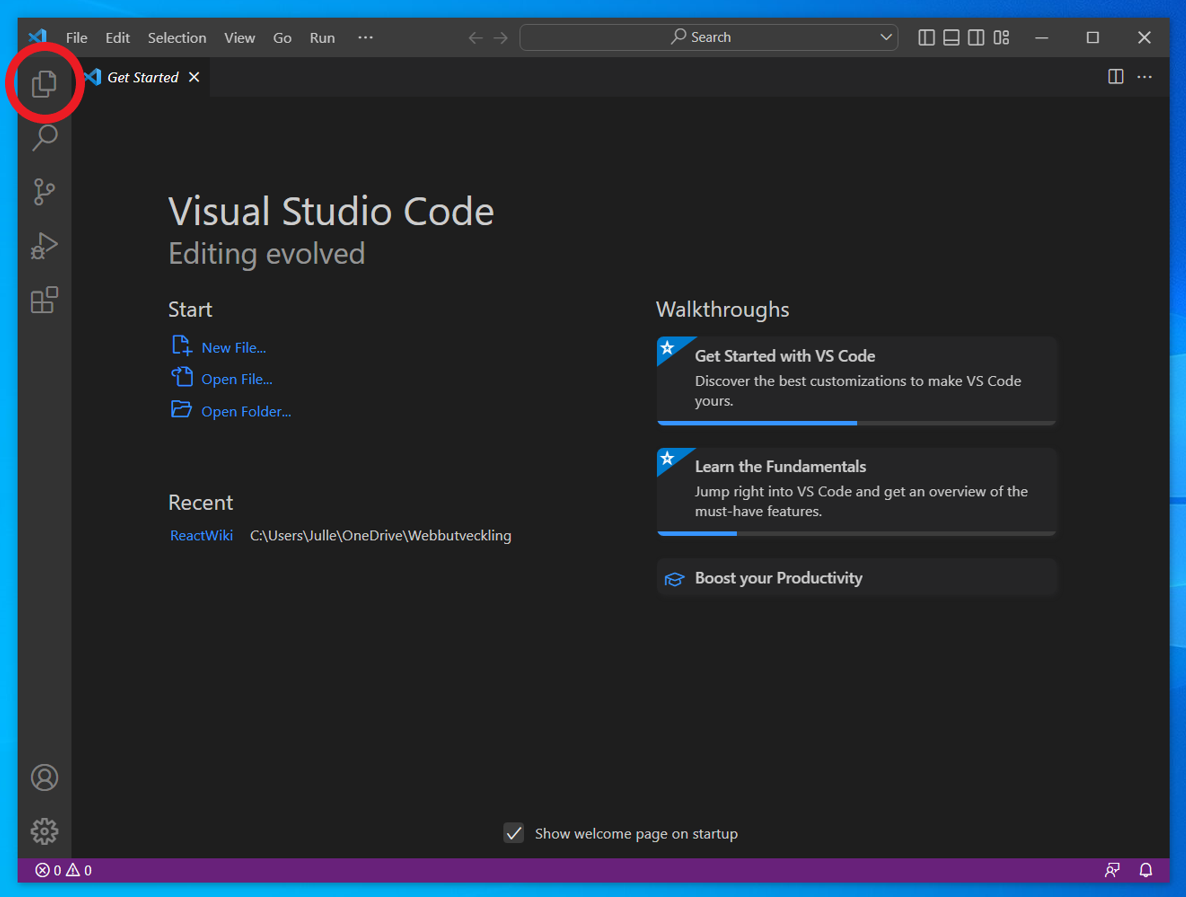 File Edit Selection View Go Run ··· Search
Get Started
Visual Studio Code
Editing evolved
Start
New File...
Open File...
Open Folder...
Recent
ReactWiki C:\Users\Julle\OneDrive\Webbutveckling
Walkthroughs
Get Started with VS Code
Discover the best customizations to make VS Code
yours.
Learn the Fundamentals
Jump right into VS Code and get an overview of the
must-have features.
Boost your Productivity
Show welcome page on startup
0 0